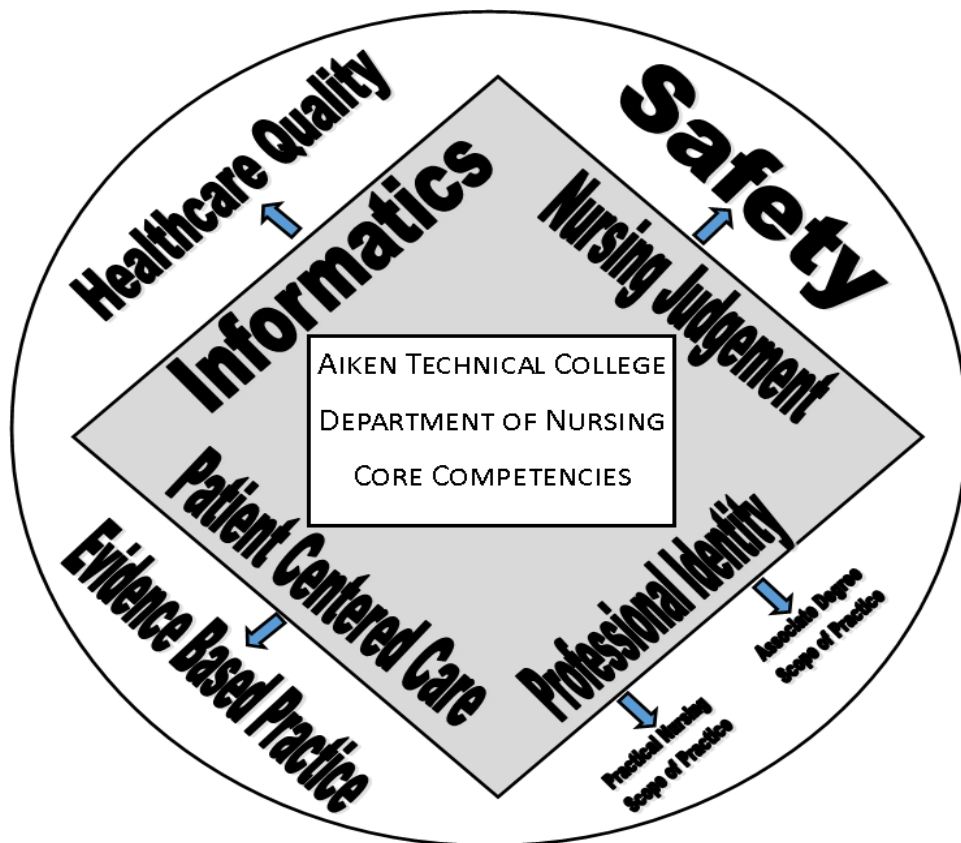 Healthcare Quality
Safety
Informatics
Nursing Judgement
AIKEN TECHNICAL COLLEGE
DEPARTMENT OF NURSING
CORE COMPETENCIES
Patient Centered Care
Professional Identity
Evidence Based Practice
Associate Degree
Scope of Practice
Practical Nursing
Scope of Practice